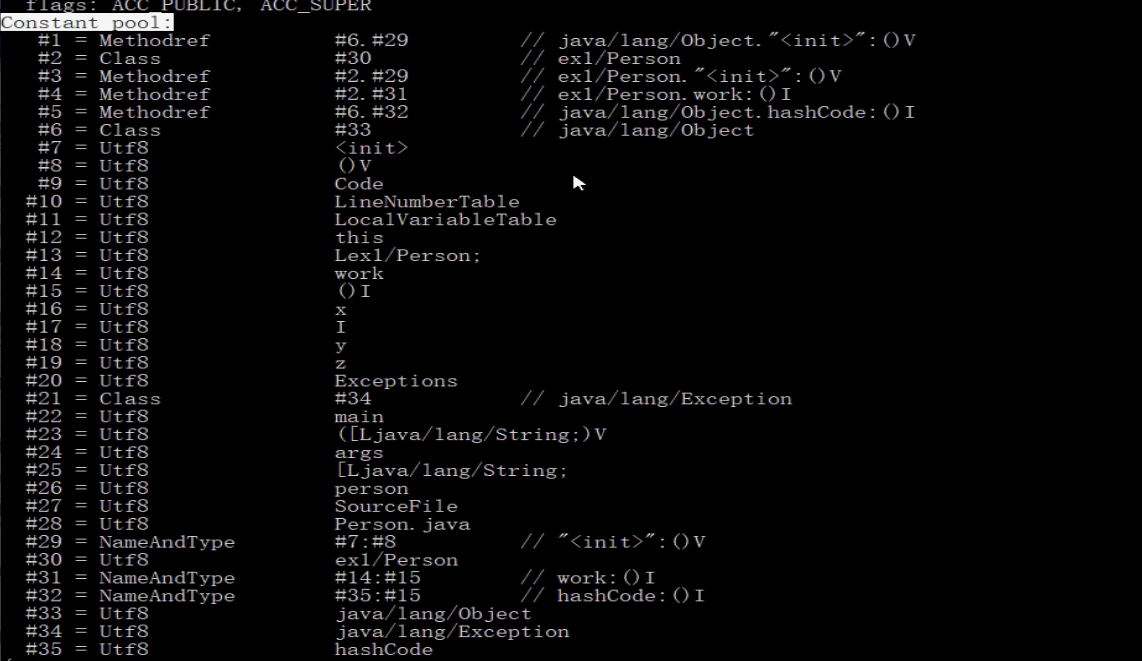 flags: ACC_PUBLIC, ACC_SUPER
Constant pool:
#1 = Methodref #6.#29 // java/lang/Object."<init>":()V
#2 = Class #30 // ex1/Person
#3 = Methodref #2.#29 // ex1/Person."<init>":()V
#4 = Methodref #2.#31 // ex1/Person.work:()I
#5 = Methodref #6.#32 // java/lang/Object.hashCode:()I
#6 = Class #33 // java/lang/Object
#7 = Utf8 <init>
#8 = Utf8 ()V
#9 = Utf8 Code
#10 = Utf8 LineNumberTable
#11 = Utf8 LocalVariableTable
#12 = Utf8 this
#13 = Utf8 Lex1/Person;
#14 = Utf8 work
#15 = Utf8 ()I
#16 = Utf8 x
#17 = Utf8 I
#18 = Utf8 y
#19 = Utf8 z
#20 = Utf8 Exceptions
#21 = Class #34 // java/lang/Exception
#22 = Utf8 main
#23 = Utf8 ([Ljava/lang/String;)V
#24 = Utf8 args
#25 = Utf8 [Ljava/lang/String;
#26 = Utf8 person
#27 = Utf8 SourceFile
#28 = Utf8 Person.java
#29 = NameAndType #7:#8 // "<init>":()V
#30 = Utf8 ex1/Person
#31 = NameAndType #14:#15 // work:()I
#32 = NameAndType #35:#15 // hashCode:()I
#33 = Utf8 java/lang/Object
#34 = Utf8 java/lang/Exception
#35 = Utf8 hashCode